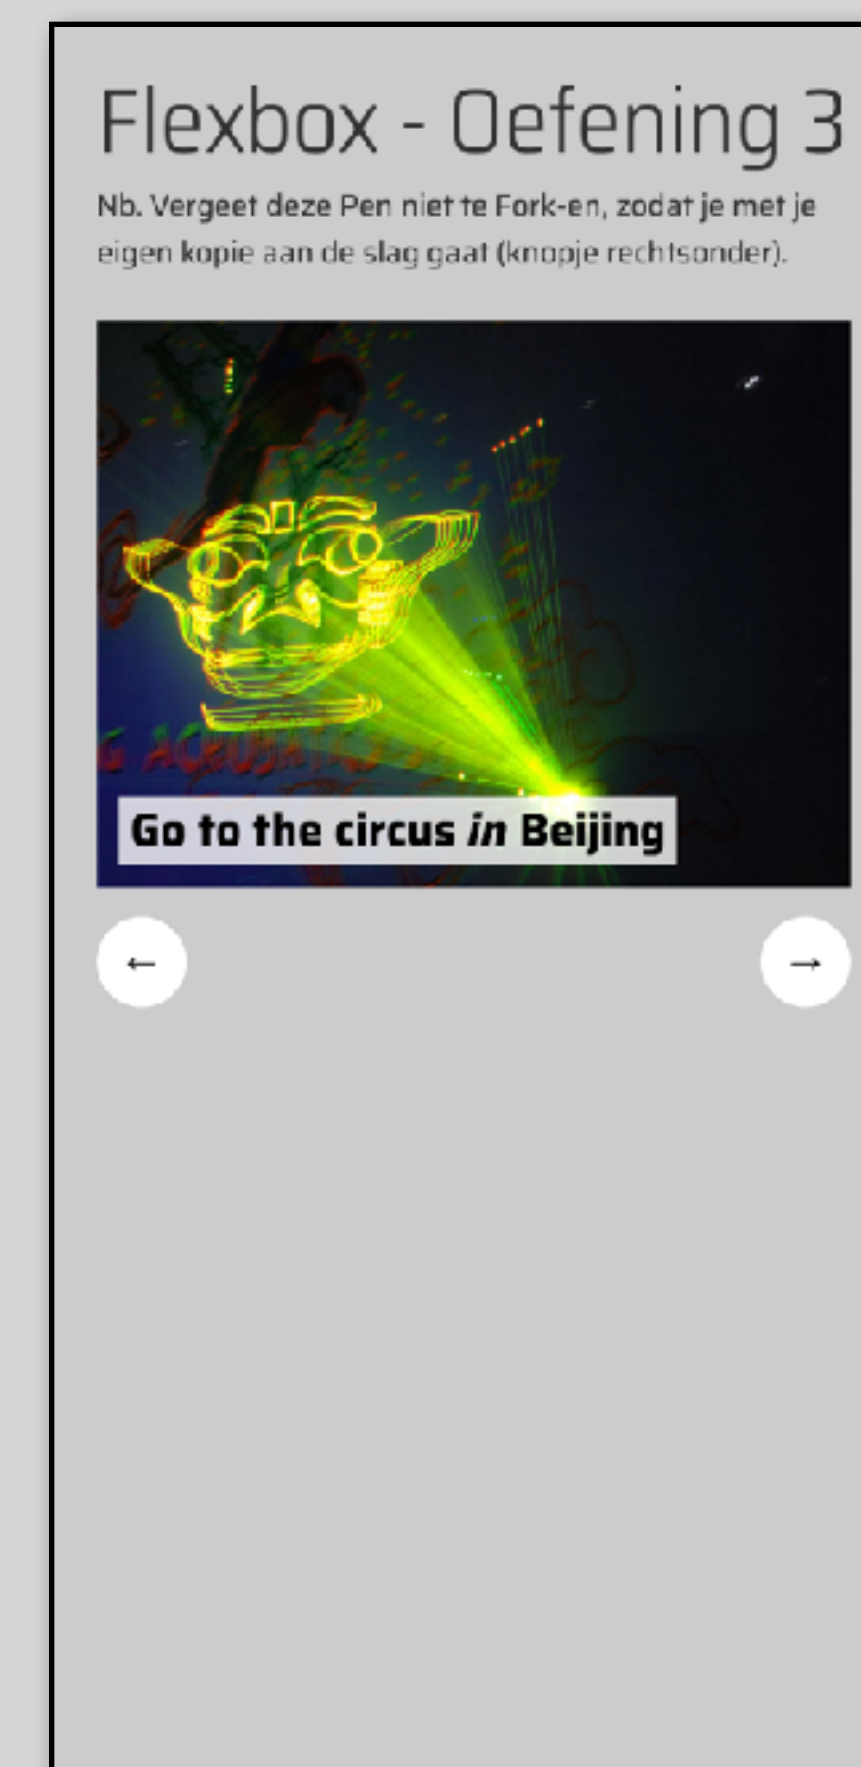 Flexbox - Oefening 3
Nb. Vergeet deze Pen niet te Fork-en, zodat je met je
eigen kopie aan de slag gaat (knopje rechtsonder).
G ACROBATICS
Go to the circus in Beijing
← →